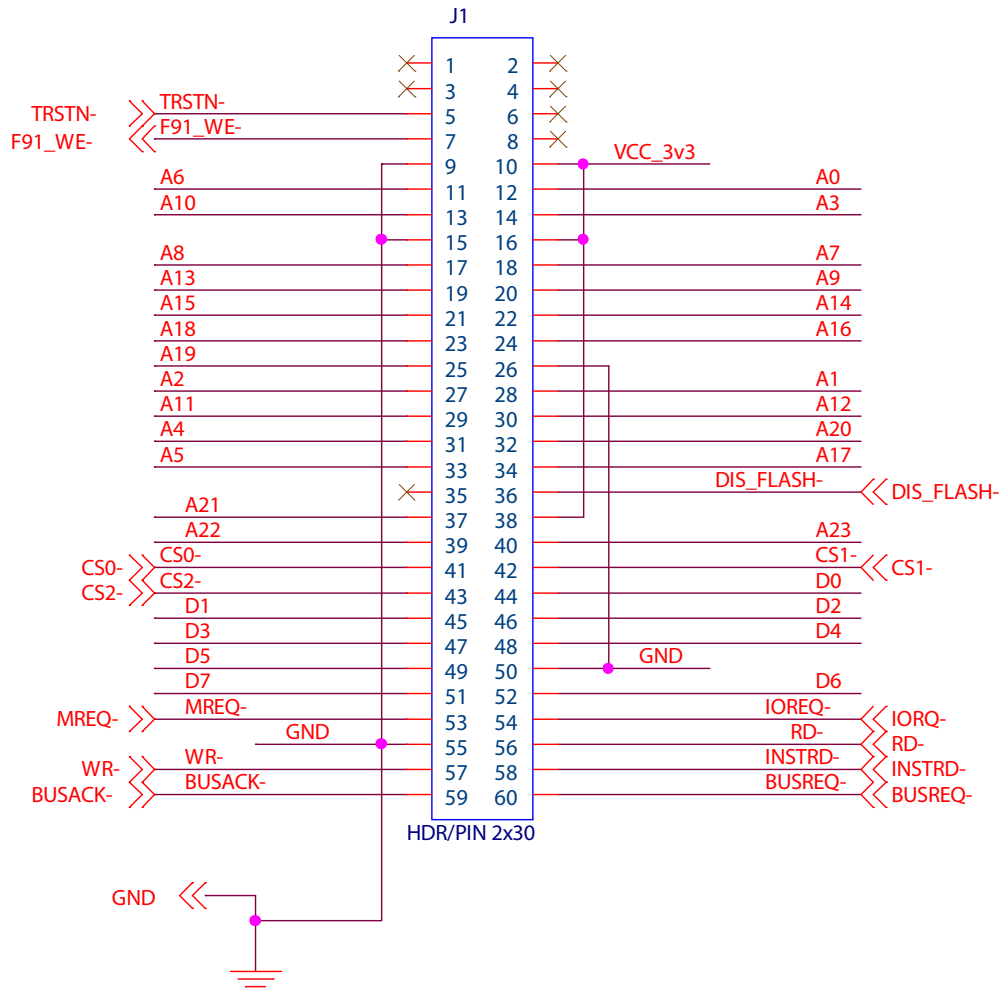 J1
1 2
3 4
TRSTN- TRSTN- 5 6
F91_WE- F91_WE- 7 8
9 10 VCC_3v3
A6 11 12 A0
A10 13 14 A3
15 16
A8 17 18 A7
A13 19 20 A9
A15 21 22 A14
A18 23 24 A16
A19 25 26
A2 27 28 A1
A11 29 30 A12
A4 31 32 A20
A5 33 34 A17
35 36 DIS_FLASH- DIS_FLASH-
A21 37 38
A22 39 40 A23
CS0- CS0- 41 42 CS1- CS1-
CS2- CS2- 43 44 D0
D1 45 46 D2
D3 47 48 D4
D5 49 50 GND
D7 51 52 D6
MREQ- MREQ- 53 54 IOREQ- IORQ-
GND 55 56 RD- RD-
WR- WR- 57 58 INSTRD- INSTRD-
BUSACK- BUSACK- 59 60 BUSREQ- BUSREQ-
HDR/PIN 2x30
GND